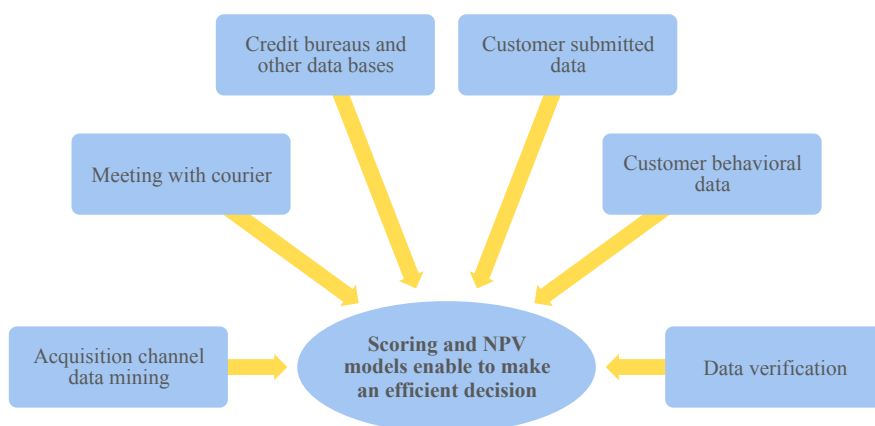 Credit bureaus and
other data bases
Customer submitted
data
Meeting with courier
Customer behavioral
data
Acquisition channel
data mining
Scoring and NPV
models enable to make
an efficient decision
Data verification